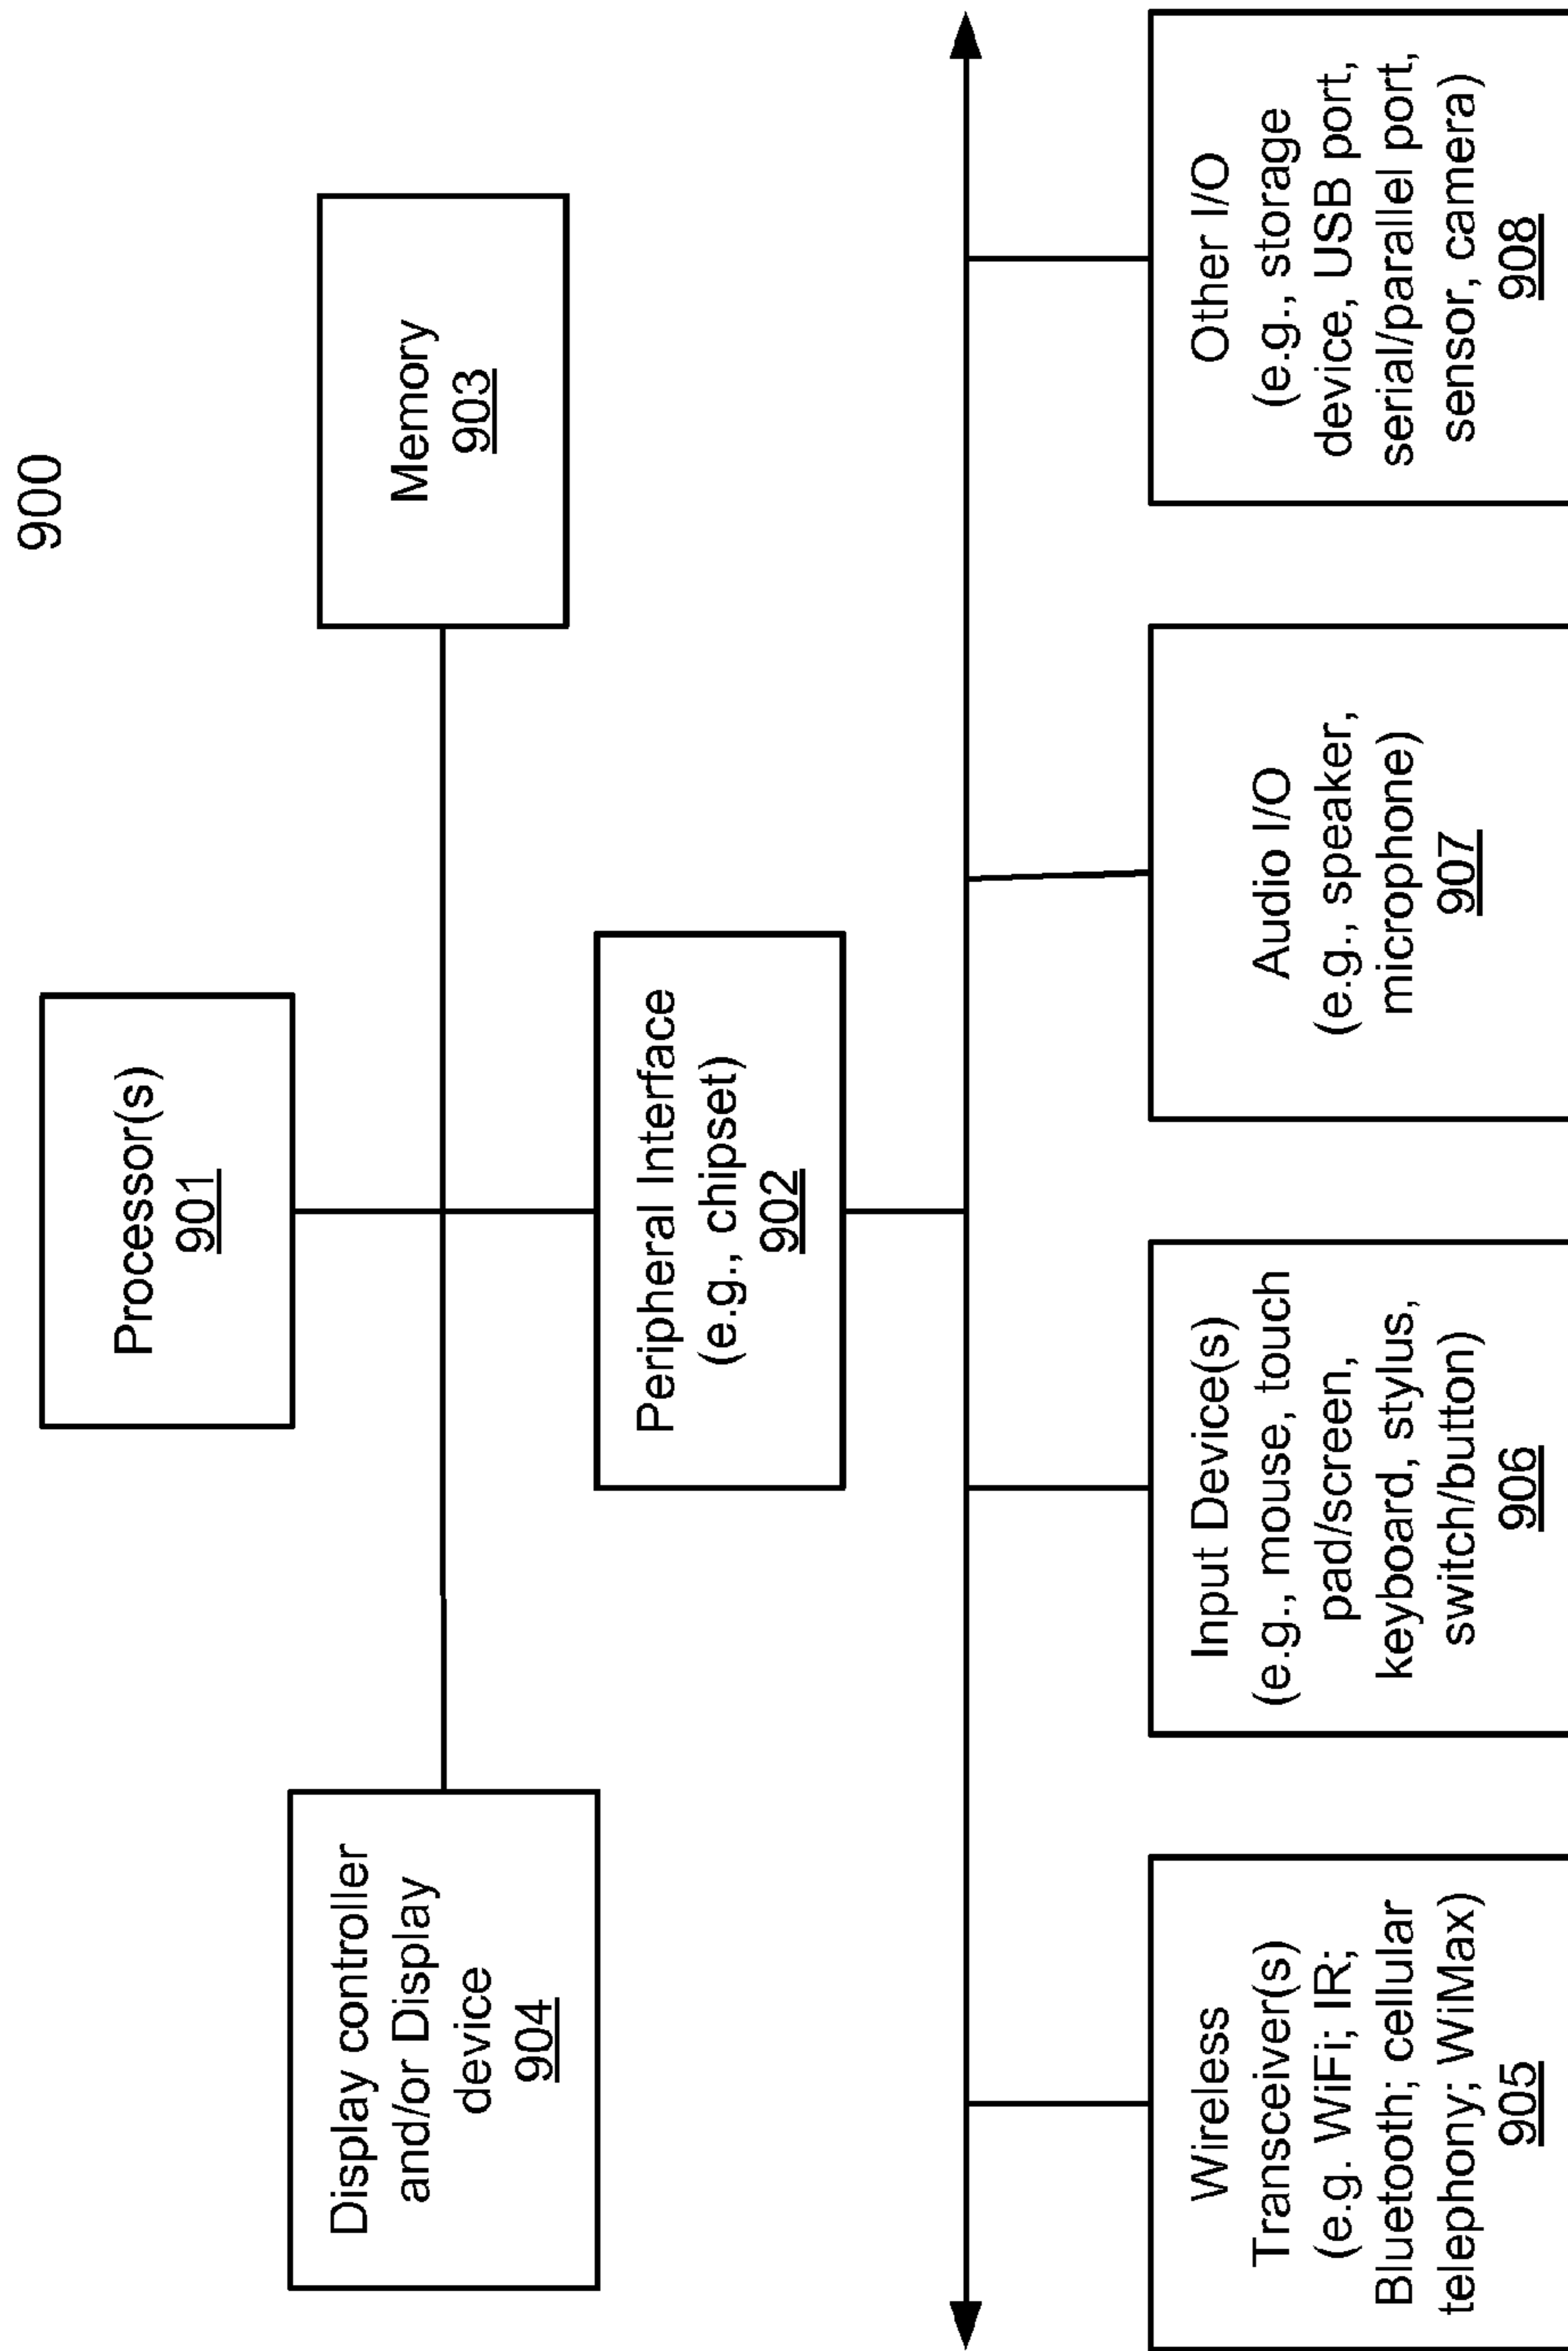 900
Processor(s)
901
Display controller
and/or Display
device
904
Memory
903
Peripheral Interface
(e.g., chipset)
902
Wireless
Transceiver(s)
(e.g. WiFi; IR;
Bluetooth; cellular
telephony; WiMax)
905
Input Device(s)
(e.g., mouse, touch
pad/screen,
keyboard, stylus,
switch/button)
906
Audio I/O
(e.g., speaker,
microphone)
907
Other I/O
(e.g., storage
device, USB port,
serial/parallel port,
sensor, camera)
908